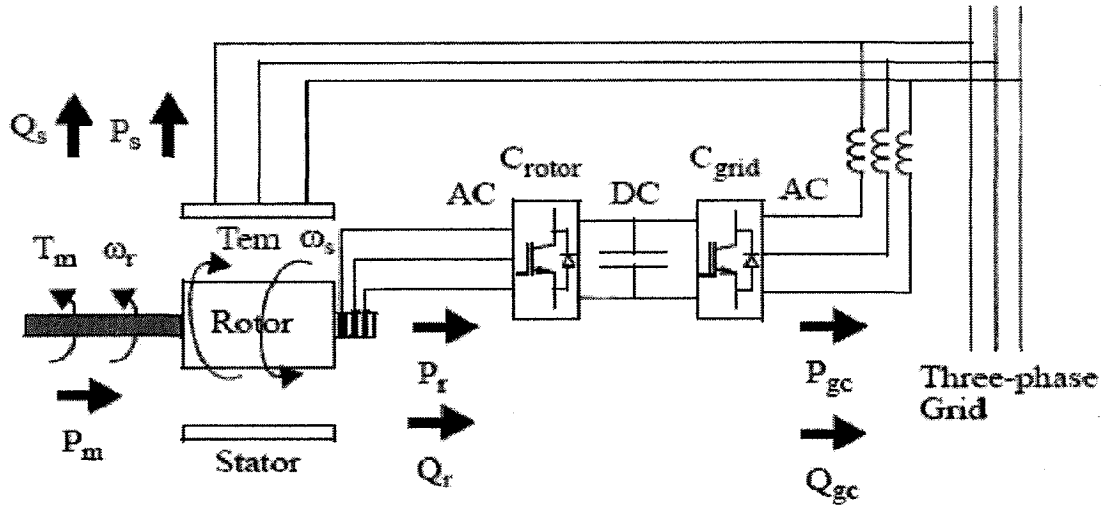 Qs Ps
Crotor Cgrid
AC DC AC
Tm ωr Tem ωs
Rotor
Pm
Stator
Pr
Qr
Pgc
Qgc
Three-phase
Grid